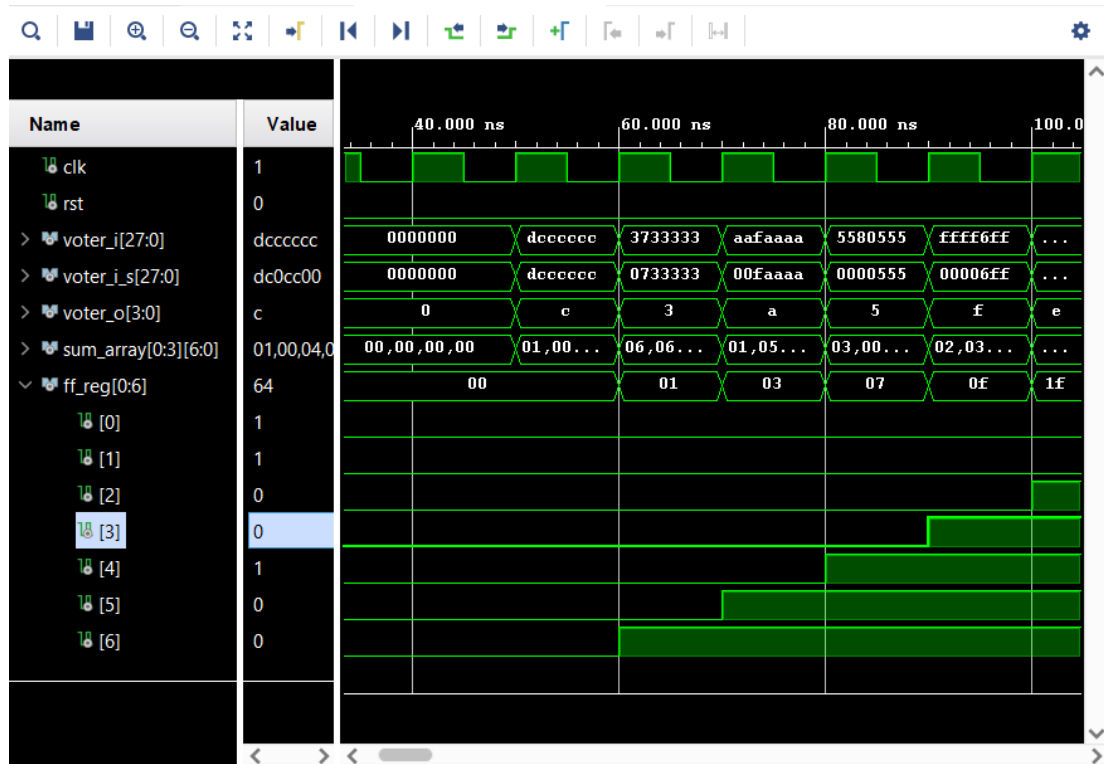 40.000 ns 60.000 ns 80.000 ns 100.0
Name Value
clk 1
rst 0
voter_i[27:0] dcccccc 0000000 dcccccc 3733333 aafaaaa 5580555 ffff6ff ...
voter_i_s[27:0] dc0cc00 0000000 dcccccc 0733333 00faaaa 0000555 00006ff ...
voter_o[3:0] c 0 c 3 a 5 f e
sum_array[0:3][6:0] 01,00,04,0 00,00,00,00 01,00... 06,06... 01,05... 03,00... 02,03... ...
ff_reg[0:6] 64 00 01 03 07 0f 1f
[0] 1
[1] 1
[2] 0
[3] 0
[4] 1
[5] 0
[6] 0